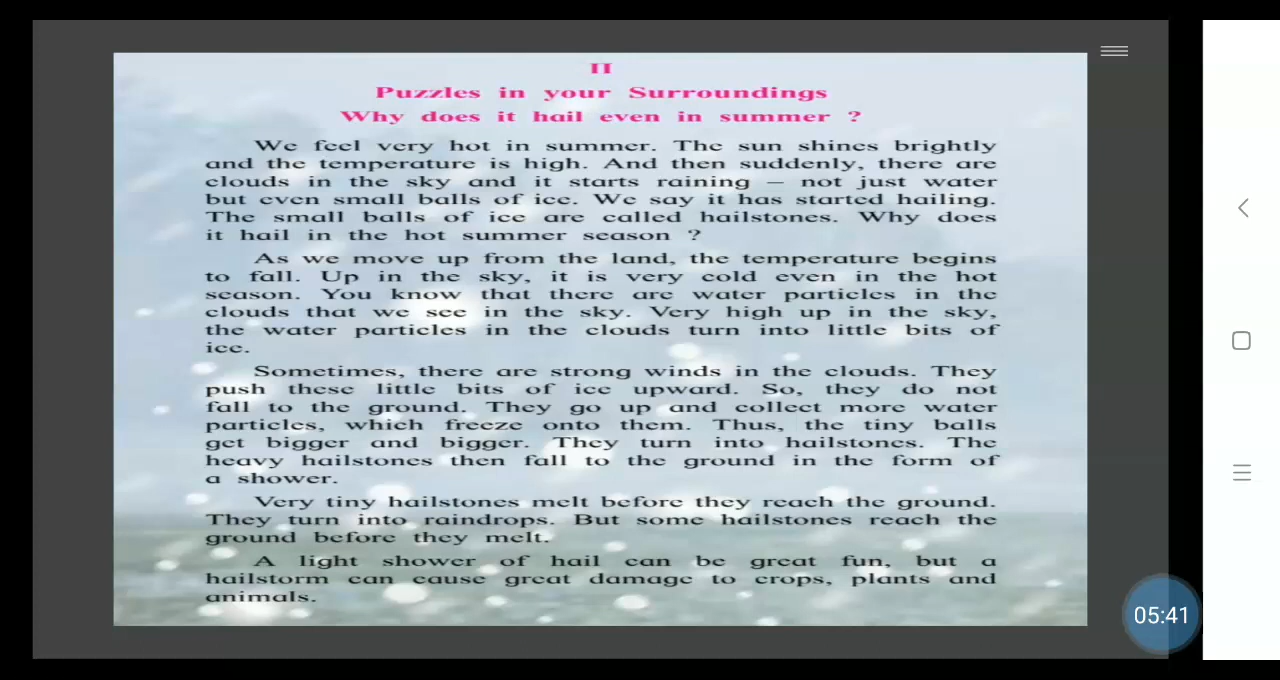 II
Puzzles in your Surroundings
Why does it hail even in summer ?
We feel very hot in summer. The sun shines brightly
and the temperature is high. And then suddenly, there are
clouds in the sky and it starts raining – not just water
but even small balls of ice. We say it has started hailing.
The small balls of ice are called hailstones. Why does
it hail in the hot summer season ?
As we move up from the land, the temperature begins
to fall. Up in the sky, it is very cold even in the hot
season. You know that there are water particles in the
clouds that we see in the sky. Very high up in the sky,
the water particles in the clouds turn into little bits of
ice.
Sometimes, there are strong winds in the clouds. They
push these little bits of ice upward. So, they do not
fall to the ground. They go up and collect more water
particles, which freeze onto them. Thus, the tiny balls
get bigger and bigger. They turn into hailstones. The
heavy hailstones then fall to the ground in the form of
a shower.
Very tiny hailstones melt before they reach the ground.
They turn into raindrops. But some hailstones reach the
ground before they melt.
A light shower of hail can be great fun, but a
hailstorm can cause great damage to crops, plants and
animals.
05:41